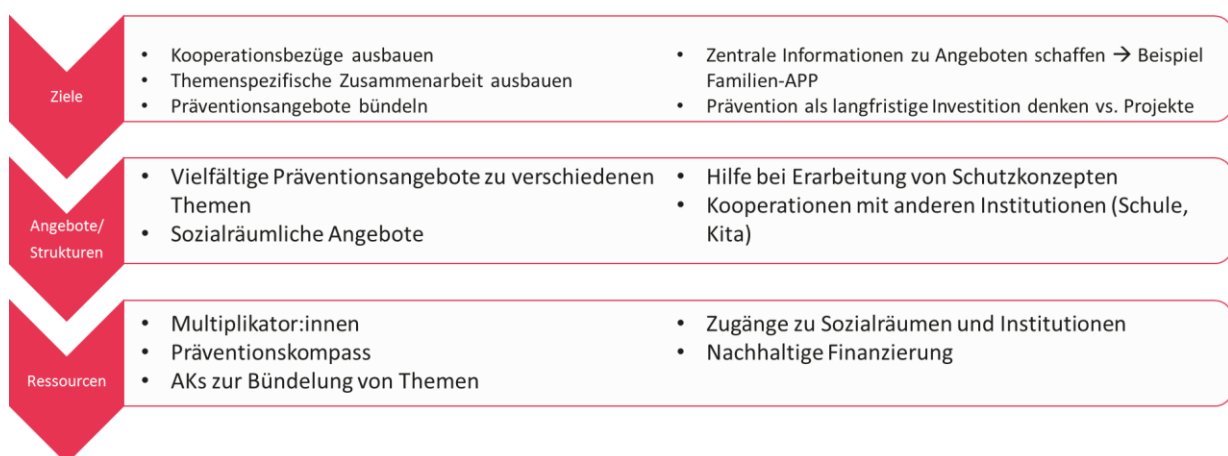 Ziele
• Kooperationsbezüge ausbauen
• Themenspezifische Zusammenarbeit ausbauen
• Präventionsangebote bündeln
• Zentrale Informationen zu Angeboten schaffen → Beispiel
Familien-APP
• Prävention als langfristige Investition denken vs. Projekte
Angebote/
Strukturen
• Vielfältige Präventionsangebote zu verschiedenen
Themen
• Sozialräumliche Angebote
• Hilfe bei Erarbeitung von Schutzkonzepten
• Kooperationen mit anderen Institutionen (Schule,
Kita)
Ressourcen
• Multiplikator:innen
• Präventionskompass
• AKs zur Bündelung von Themen
• Zugänge zu Sozialräumen und Institutionen
• Nachhaltige Finanzierung